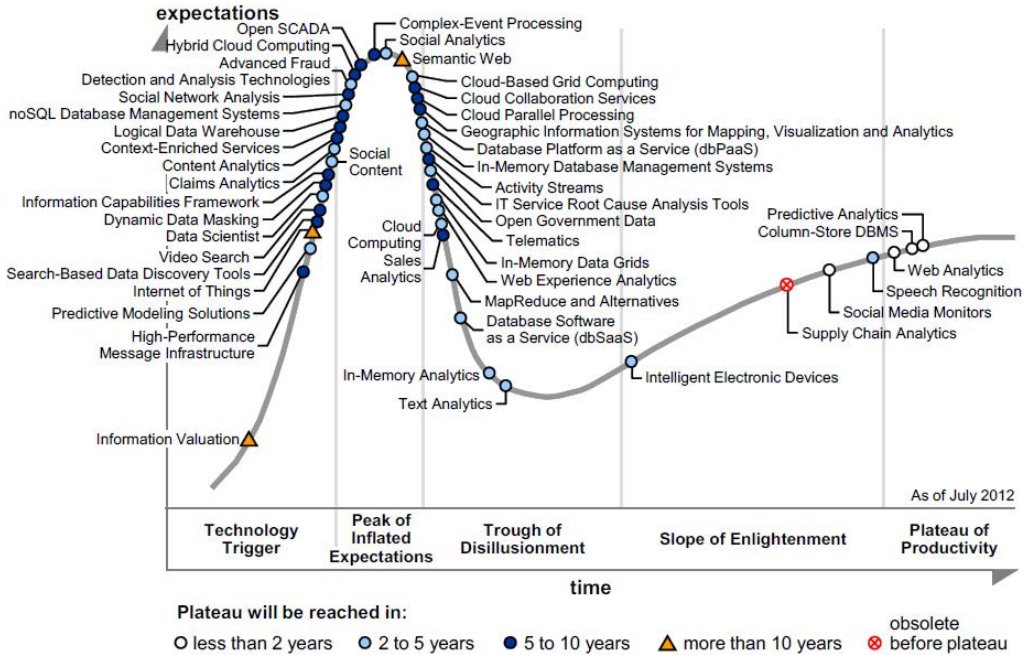 expectations
Open SCADA
Hybrid Cloud Computing
Advanced Fraud
Detection and Analysis Technologies
Social Network Analysis
noSQL Database Management Systems
Logical Data Warehouse
Context-Enriched Services
Content Analytics
Claims Analytics
Information Capabilities Framework
Dynamic Data Masking
Data Scientist
Video Search
Search-Based Data Discovery Tools
Internet of Things
Predictive Modeling Solutions
High-Performance
Message Infrastructure
Information Valuation
Complex-Event Processing
Social Analytics
Semantic Web
Social
Content
Cloud-Based Grid Computing
Cloud Collaboration Services
Cloud Parallel Processing
Geographic Information Systems for Mapping, Visualization and Analytics
Database Platform as a Service (dbPaaS)
In-Memory Database Management Systems
Activity Streams
IT Service Root Cause Analysis Tools
Open Government Data
Telematics
In-Memory Data Grids
Web Experience Analytics
MapReduce and Alternatives
Database Software
as a Service (dbSaaS)
Cloud
Computing
Sales
Analytics
In-Memory Analytics
Text Analytics
Intelligent Electronic Devices
Supply Chain Analytics
Social Media Monitors
Speech Recognition
Web Analytics
Predictive Analytics
Column-Store DBMS
As of July 2012
Technology
Trigger
Peak of
Inflated
Expectations
Trough of
Disillusionment
Slope of Enlightenment
Plateau of
Productivity
time
Plateau will be reached in:
less than 2 years
2 to 5 years
5 to 10 years
more than 10 years
obsolete
before plateau